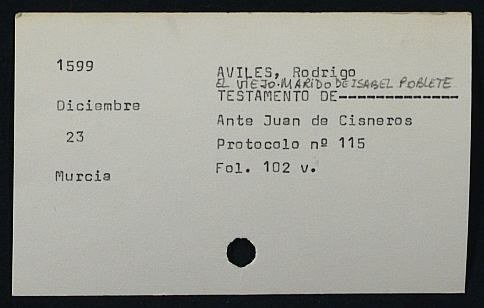 1599
Diciembre
23
Murcia
AVILES, Rodrigo
EL VIEJO. MARIDO DE ISABEL POBLETE
TESTAMENTO DE-------------
Ante Juan de Cisneros
Protocolo nº 115
Fol. 102 v.